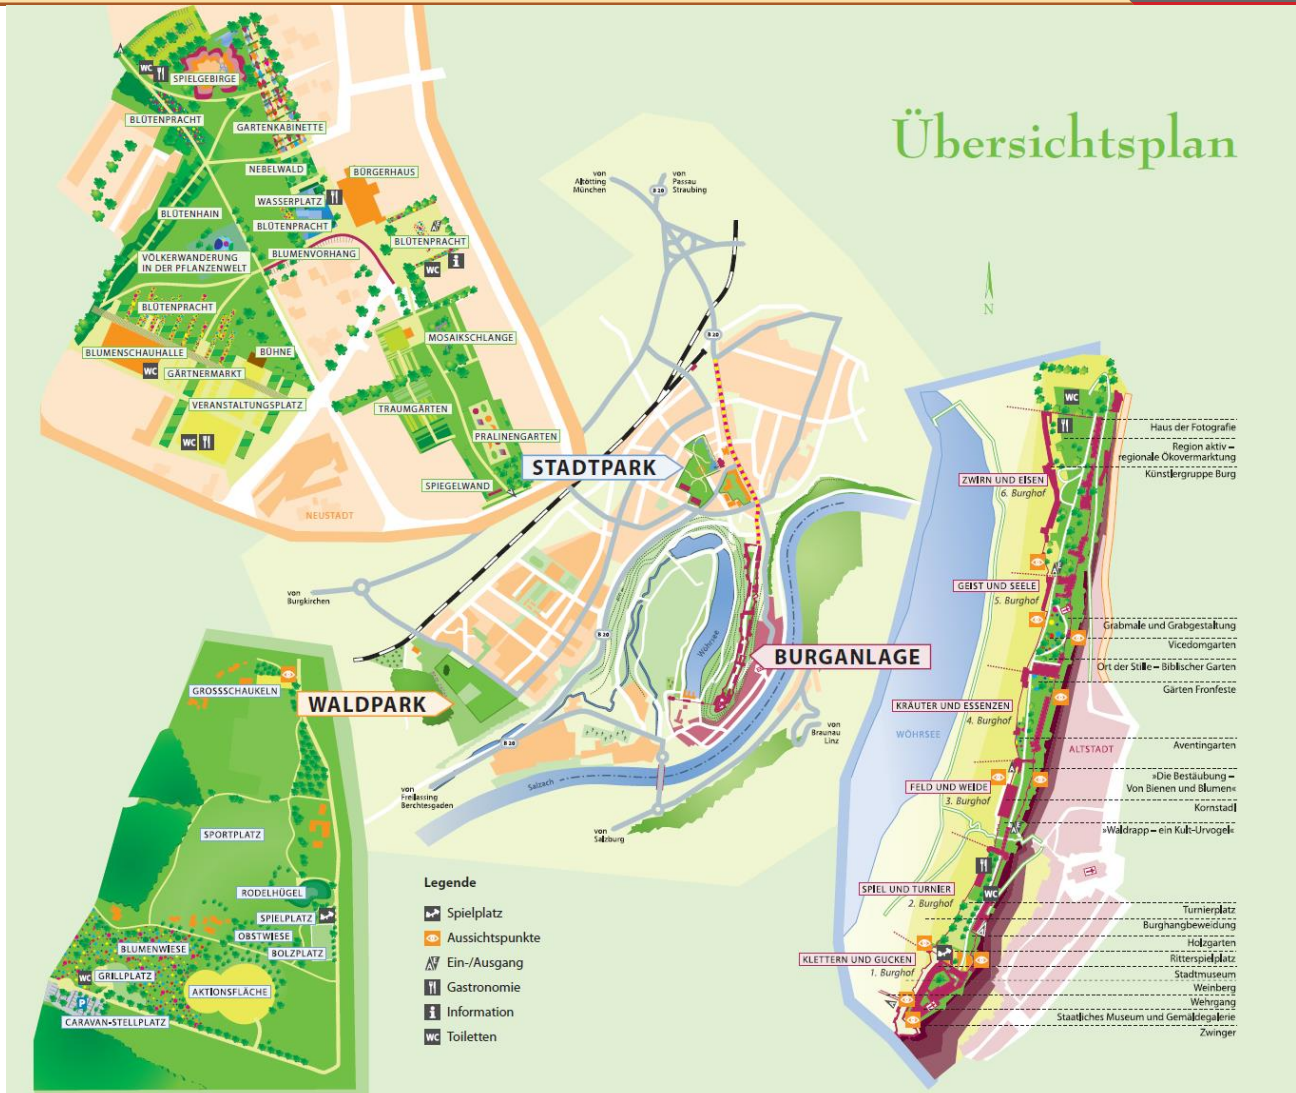 Übersichtsplan
WC
SPIELGEBIRGE
BLÜTENPRACHT
GARTENKABINETTE
NEBELWALD
BÜRGERHAUS
WASSERPLATZ
BLÜTENHAIN
BLÜTENPRACHT
BLÜTENPRACHT
VÖLKERWANDERUNG
IN DER PFLANZENWELT
BLUMENVORHANG
WC
i
BLÜTENPRACHT
MOSAIKSCHLANGE
BLUMENSCHAUHALLE
BÜHNE
WC
GÄRTNERMARKT
VERANSTALTUNGSPLATZ
TRAUMGÄRTEN
WC
PRALINENGARTEN
SPIEGELWAND
NEUSTADT
von
Altötting
München
von
Passau
Straubing
B 20
B 20
N
STADTPARK
von
Burgkirchen
B 20
Wöhrsee
BURGANLAGE
WALDPARK
B 20
von
Braunau
Linz
Salzach
von
Freilassing
Berchtesgaden
von
Salzburg
GROSSSCHAUKELN
SPORTPLATZ
RODELHÜGEL
SPIELPLATZ
OBSTWIESE
BLUMENWIESE
BOLZPLATZ
WC
GRILLPLATZ
AKTIONSFLÄCHE
P
CARAVAN-STELLPLATZ
Legende
Spielplatz
Aussichtspunkte
Ein-/Ausgang
Gastronomie
i Information
WC Toiletten
WC
ZWIRN UND EISEN
6. Burghof
GEIST UND SEELE
5. Burghof
KRÄUTER UND ESSENZEN
4. Burghof
WÖHRSEE
ALTSTADT
FELD UND WEIDE
3. Burghof
SPIEL UND TURNIER
2. Burghof
WC
KLETTERN UND GUCKEN
1. Burghof
Haus der Fotografie
Region aktiv –
regionale Ökovermarktung
Künstlergruppe Burg
Grabmale und Grabgestaltung
Vicedomgarten
Ort der Stille – Biblischer Garten
Gärten Fronfeste
Aventingarten
»Die Bestäubung –
Von Bienen und Blumen«
Kornstadl
»Waldrapp – ein Kult-Urvogel«
Turnierplatz
Burghangbeweidung
Holzgarten
Ritterspielplatz
Stadtmuseum
Weinberg
Wehrgang
Staatliches Museum und Gemäldegalerie
Zwinger